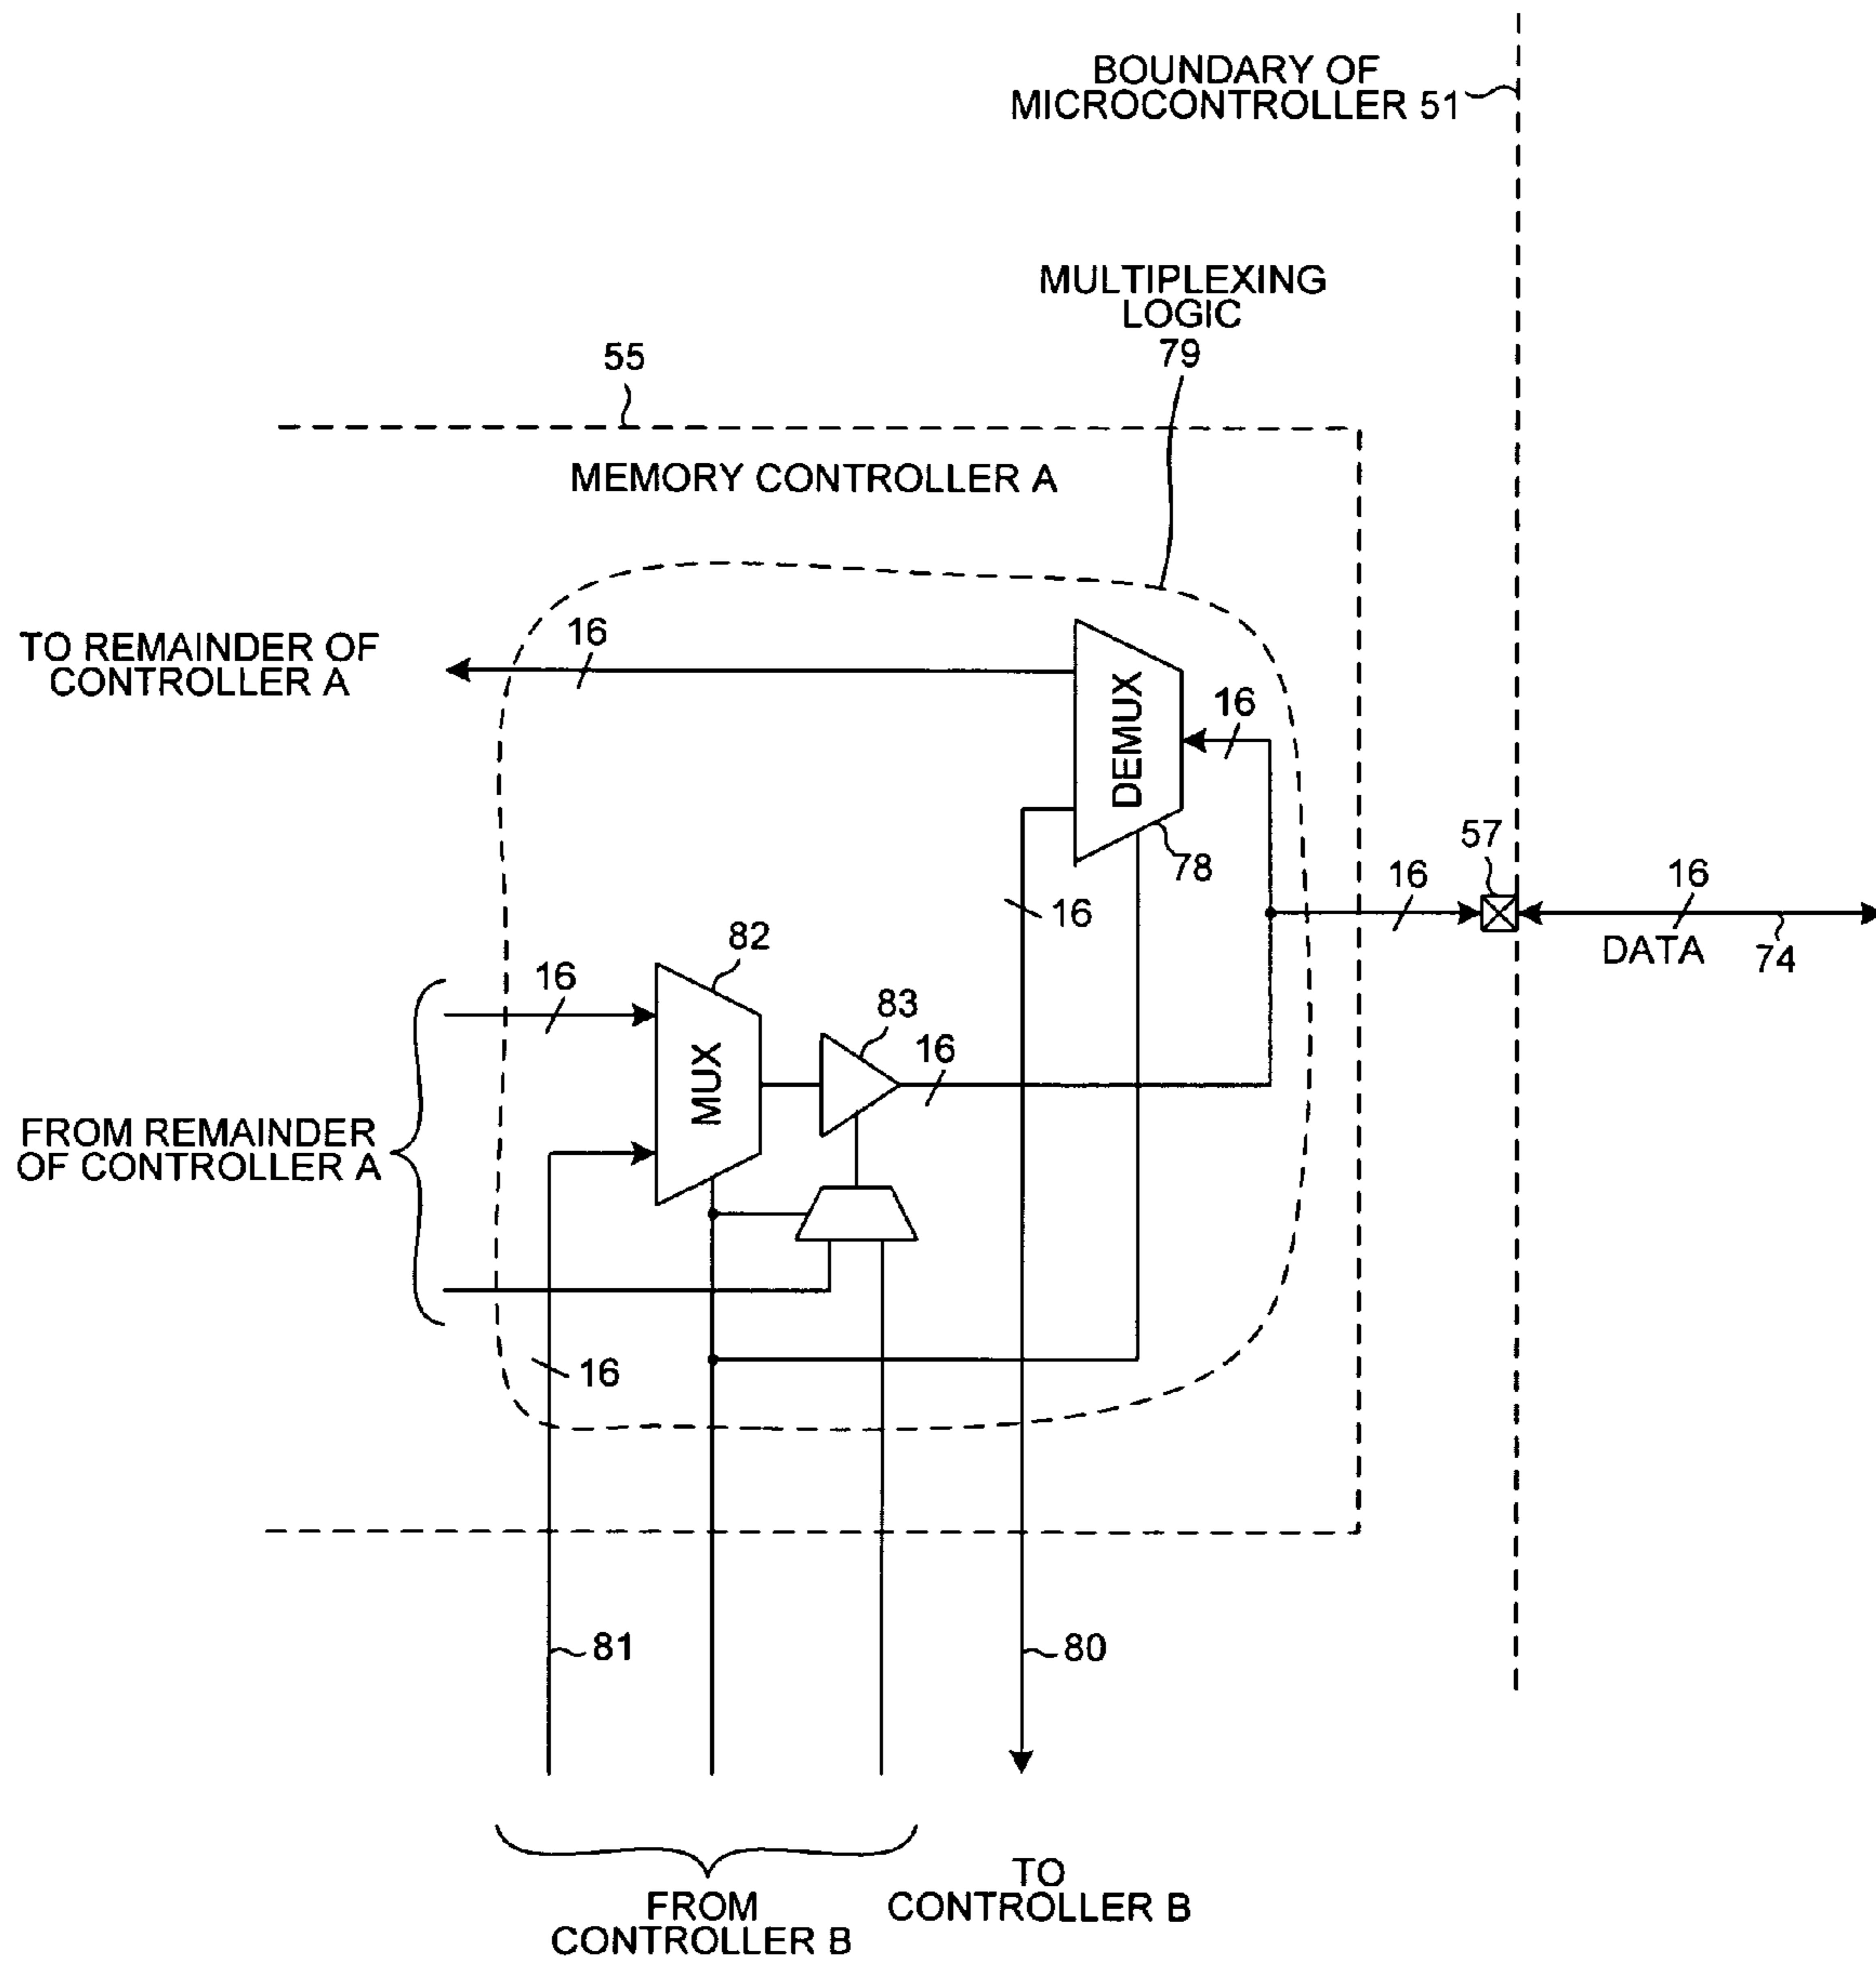 BOUNDARY OF
MICROCONTROLLER 51
MULTIPLEXING
LOGIC
79
55
MEMORY CONTROLLER A
TO REMAINDER OF
CONTROLLER A
16
DEMUX
16
78
16
57
16
16
DATA
74
82
16
MUX
83
16
FROM REMAINDER
OF CONTROLLER A
16
81
80
FROM
CONTROLLER B
TO
CONTROLLER B